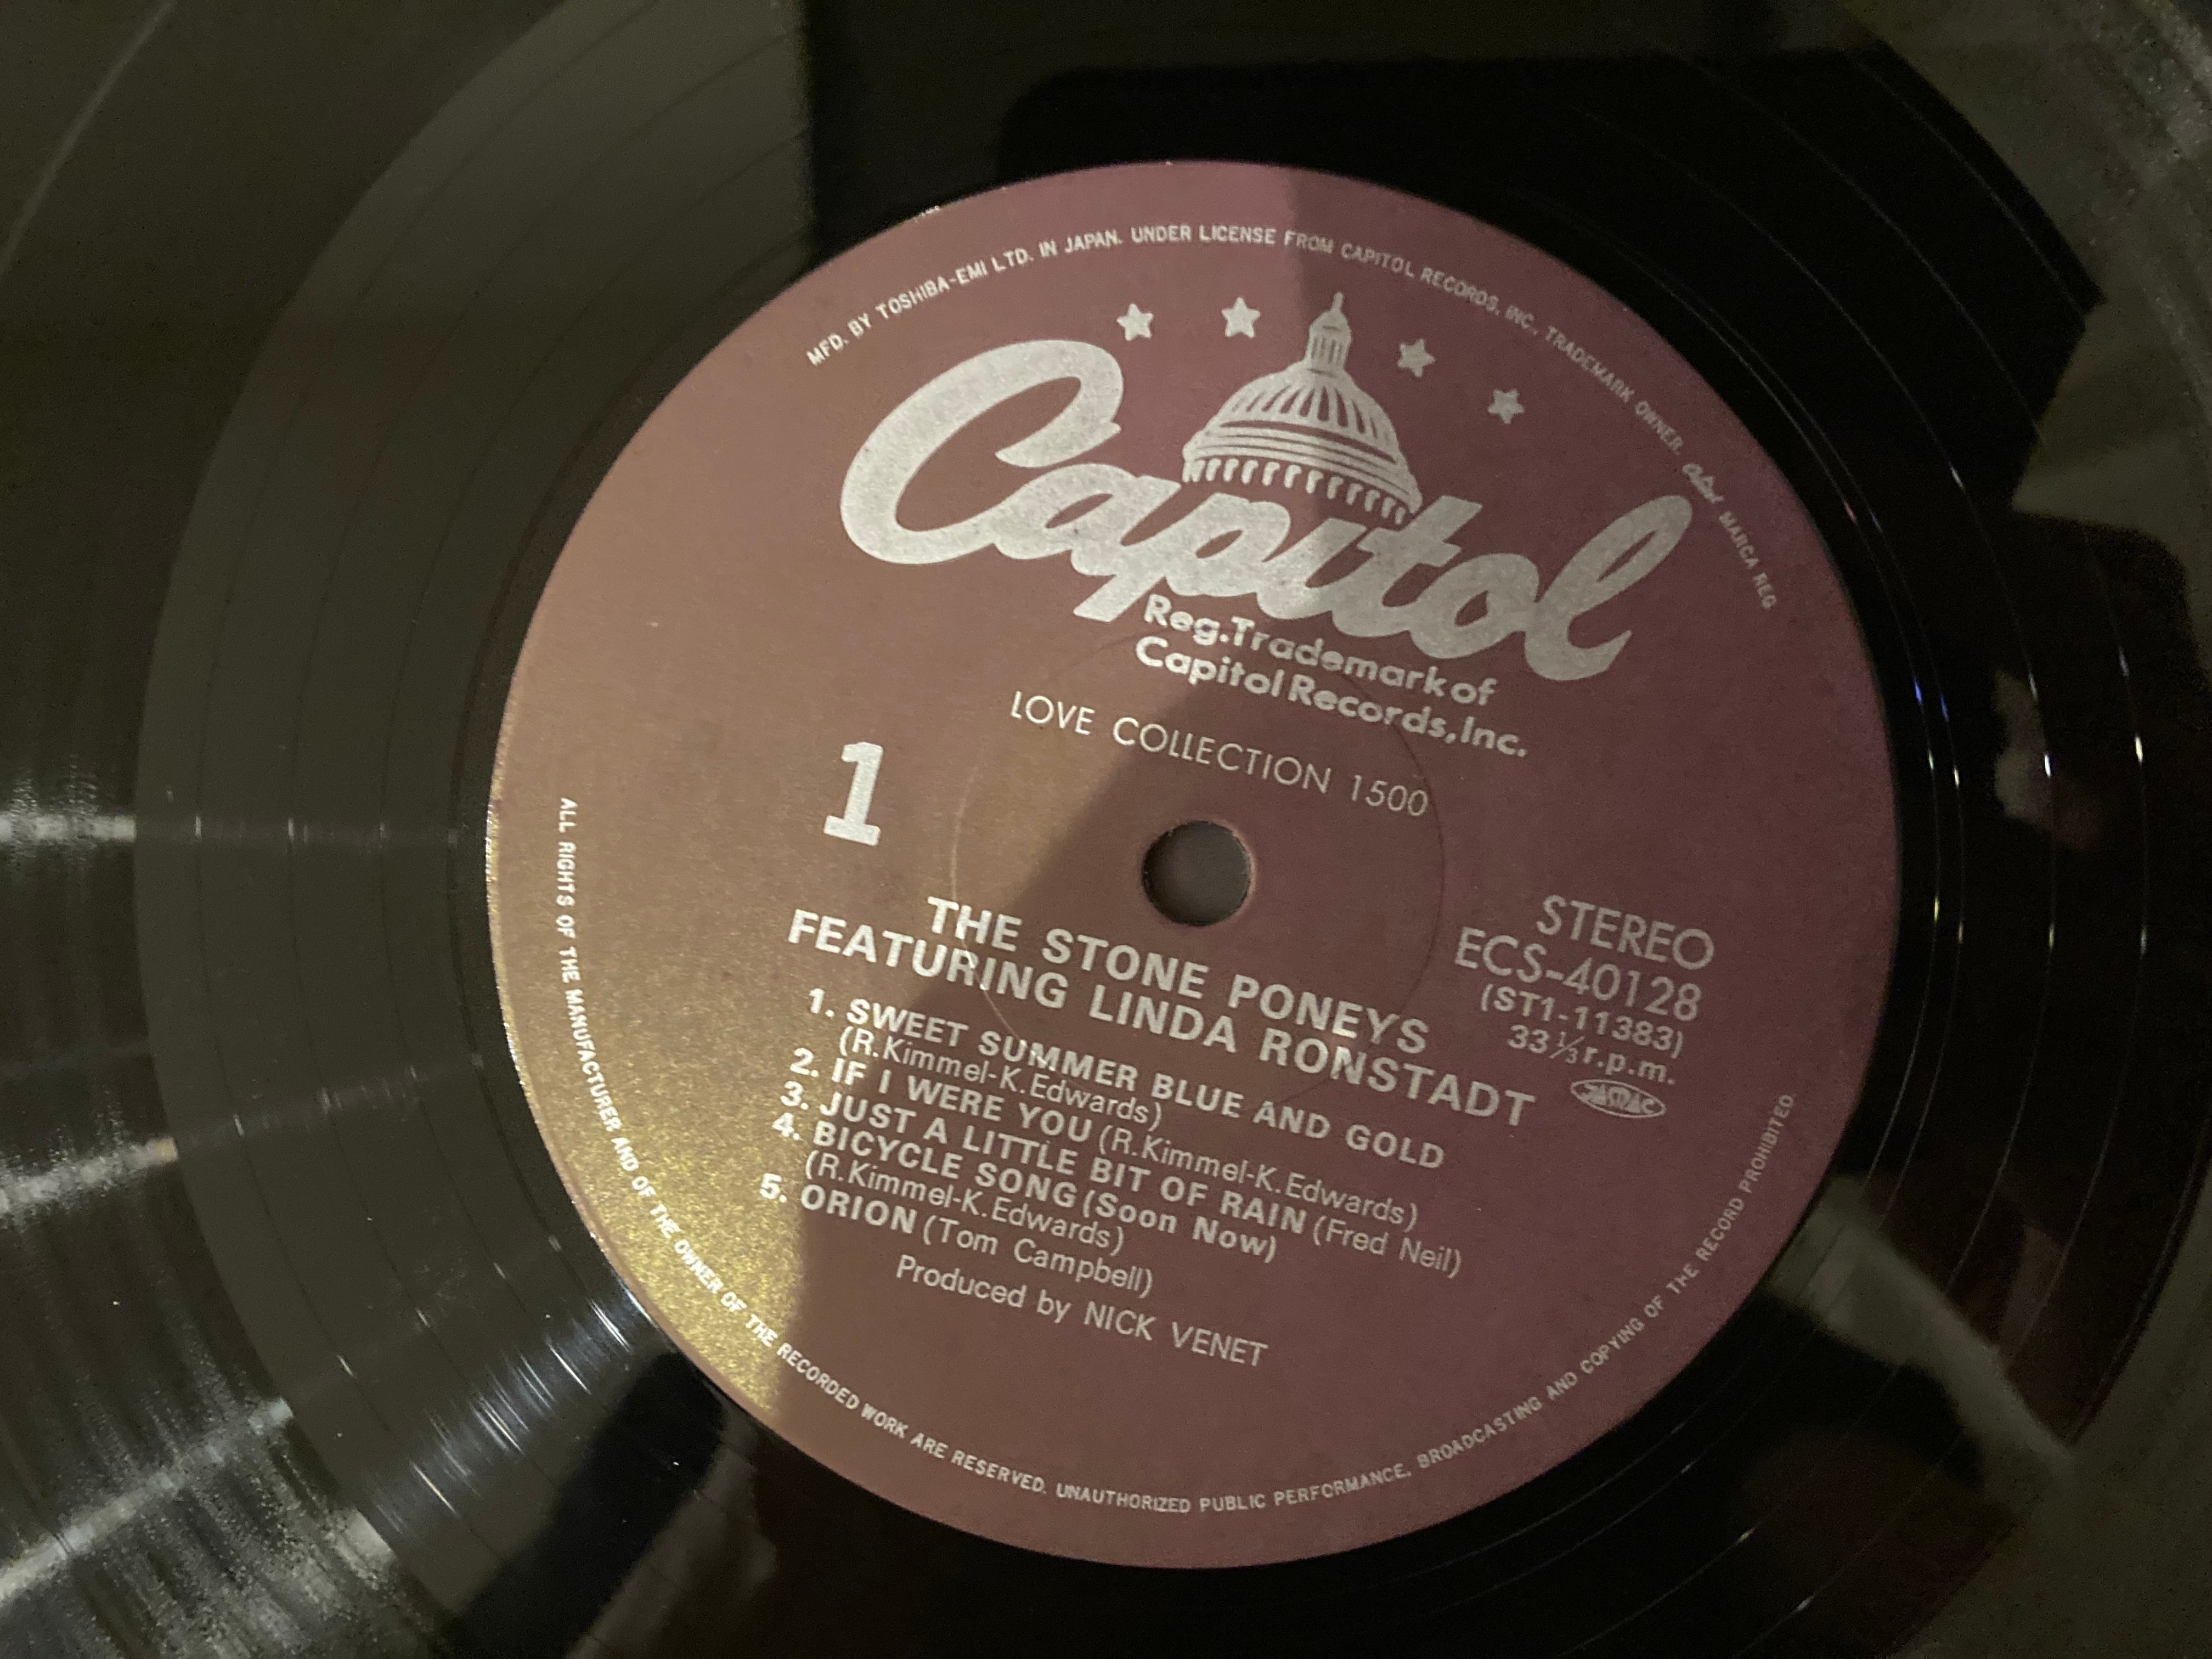 MFD. BY TOSHIBA-EMI LTD. IN JAPAN. UNDER LICENSE FROM CAPITOL RECORDS, INC., TRADEMARK OWNER. Capitol MARCA REG
Capitol
Reg.Trademark of
Capitol Records,Inc.
LOVE COLLECTION 1500
1
STEREO
ECS-40128
(ST1-11383)
33 1/3 r.p.m.
JASRAC
THE STONE PONEYS
FEATURING LINDA RONSTADT
1. SWEET SUMMER BLUE AND GOLD
(R.Kimmel-K.Edwards)
2. IF I WERE YOU (R.Kimmel-K.Edwards)
3. JUST A LITTLE BIT OF RAIN (Fred Neil)
4. BICYCLE SONG (Soon Now)
(R.Kimmel-K.Edwards)
5. ORION (Tom Campbell)
Produced by NICK VENET
ALL RIGHTS OF THE MANUFACTURER AND OF THE OWNER OF THE RECORDED WORK ARE RESERVED. UNAUTHORIZED PUBLIC PERFORMANCE, BROADCASTING AND COPYING OF THE RECORD PROHIBITED.